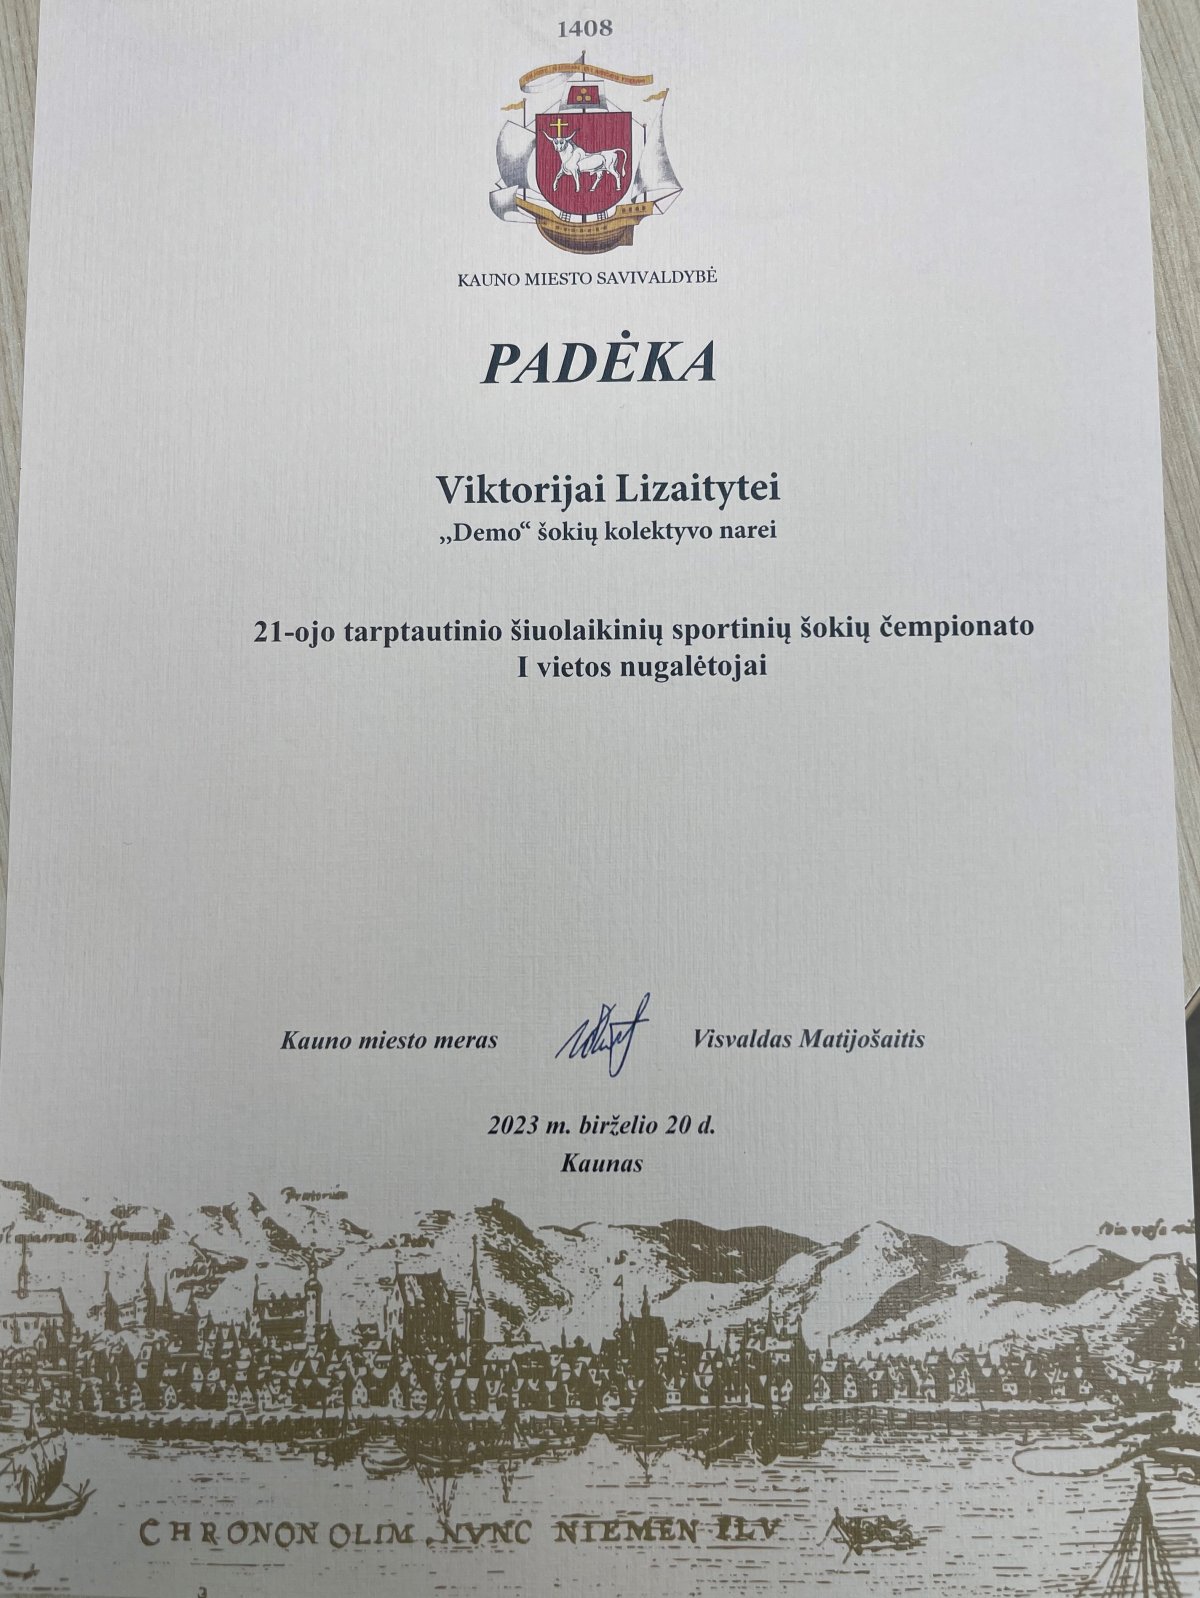 1408
KAUNO MIESTO SAVIVALDYBĖ
PADĖKA
Viktorijai Lizaitytei
,,Demo“ šokių kolektyvo narei
21-ojo tarptautinio šiuolaikinių sportinių šokių čempionato
I vietos nugalėtojai
Kauno miesto meras
Visvaldas Matijošaitis
2023 m. birželio 20 d.
Kaunas
CHRONON OLIM NVNC NIEMEN FLV